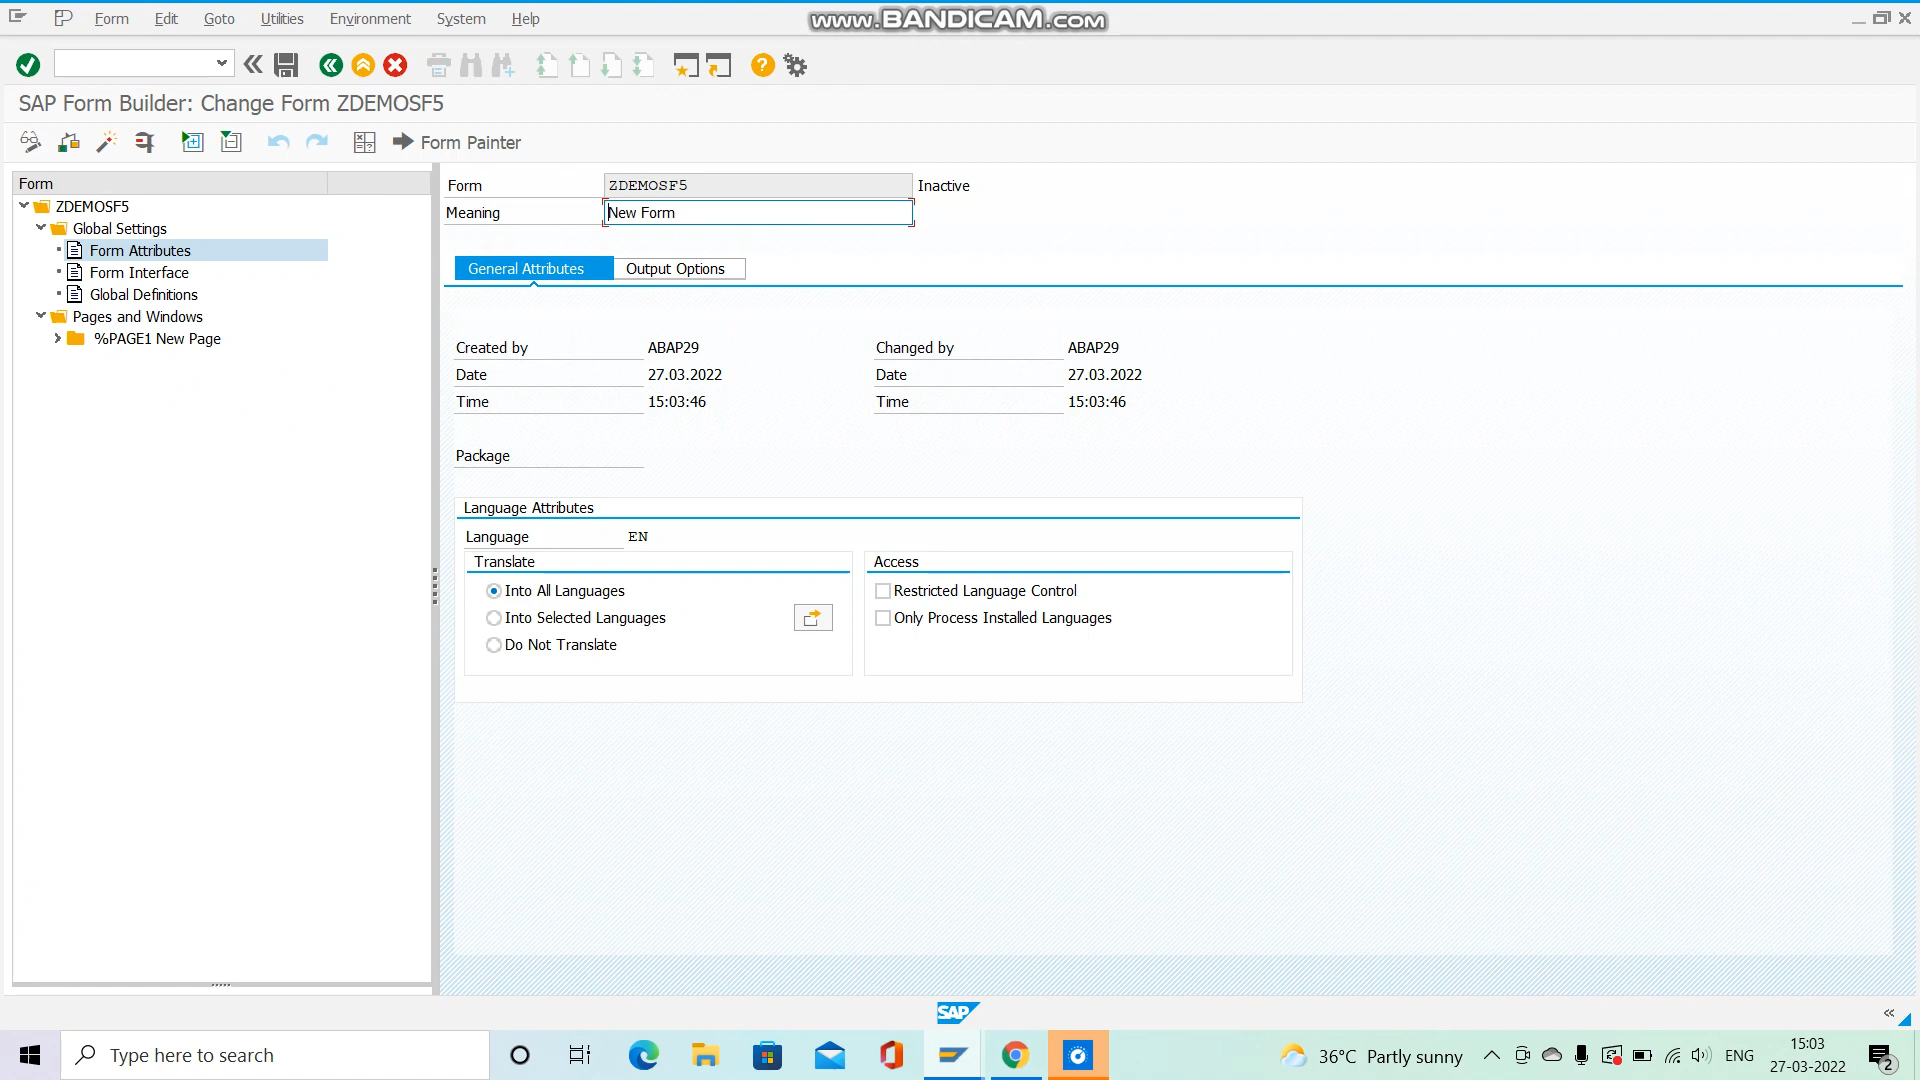 Form Edit Goto Utilities Environment System Help
www.BANDICAM.com
SAP Form Builder: Change Form ZDEMOSF5
Form Painter
Form
ZDEMOSF5
Global Settings
Form Attributes
Form Interface
Global Definitions
Pages and Windows
%PAGE1 New Page
Form ZDEMOSF5 Inactive
Meaning New Form
General Attributes Output Options
Created by ABAP29 Changed by ABAP29
Date 27.03.2022 Date 27.03.2022
Time 15:03:46 Time 15:03:46
Package
Language Attributes
Language EN
Translate Access
Into All Languages Restricted Language Control
Into Selected Languages Only Process Installed Languages
Do Not Translate
SAP
Type here to search
36°C Partly sunny
ENG
15:03
27-03-2022
2